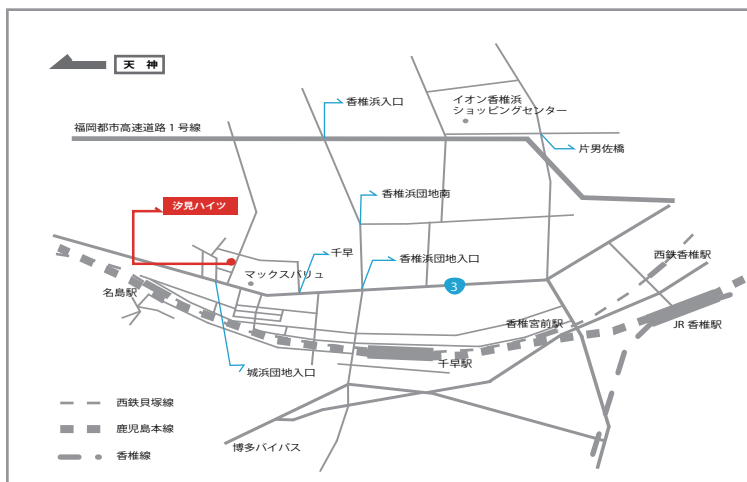 天 神
香椎浜入口
イオン香椎浜
ショッピングセンター
福岡都市高速道路1号線
片男佐橋
香椎浜団地南
汐見ハイツ
千早
香椎浜団地入口
西鉄香椎駅
マックスバリュ
3
名島駅
香椎宮前駅
JR 香椎駅
千早駅
城浜団地入口
西鉄貝塚線
鹿児島本線
博多バイパス
香椎線